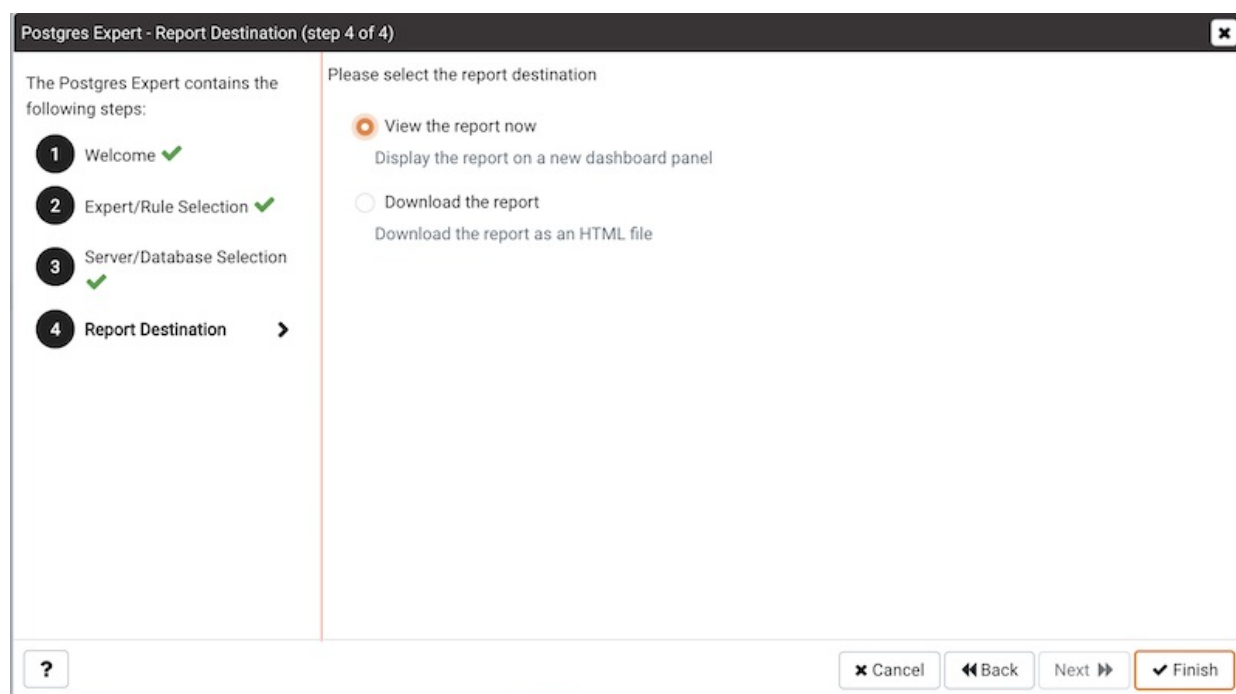 Postgres Expert - Report Destination (step 4 of 4)
The Postgres Expert contains the
following steps:
1 Welcome
2 Expert/Rule Selection
3 Server/Database Selection
4 Report Destination
Please select the report destination
View the report now
Display the report on a new dashboard panel
Download the report
Download the report as an HTML file
? Cancel Back Next Finish